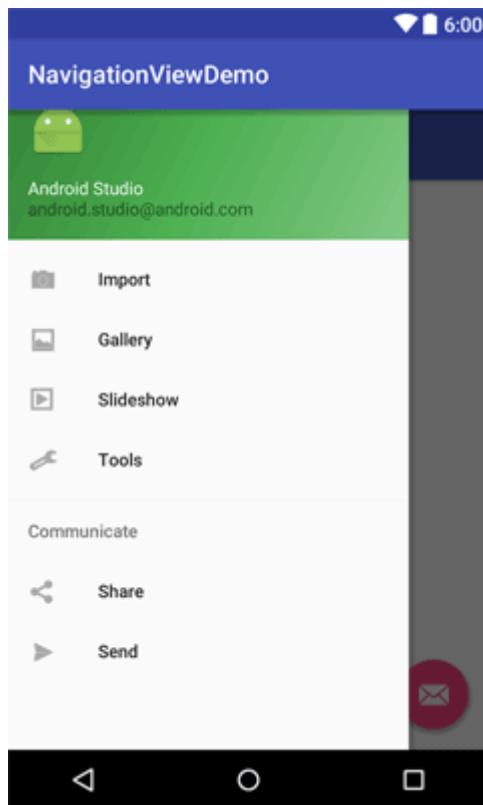 6:00
NavigationViewDemo
Android Studio
android.studio@android.com
Import
Gallery
Slideshow
Tools
Communicate
Share
Send